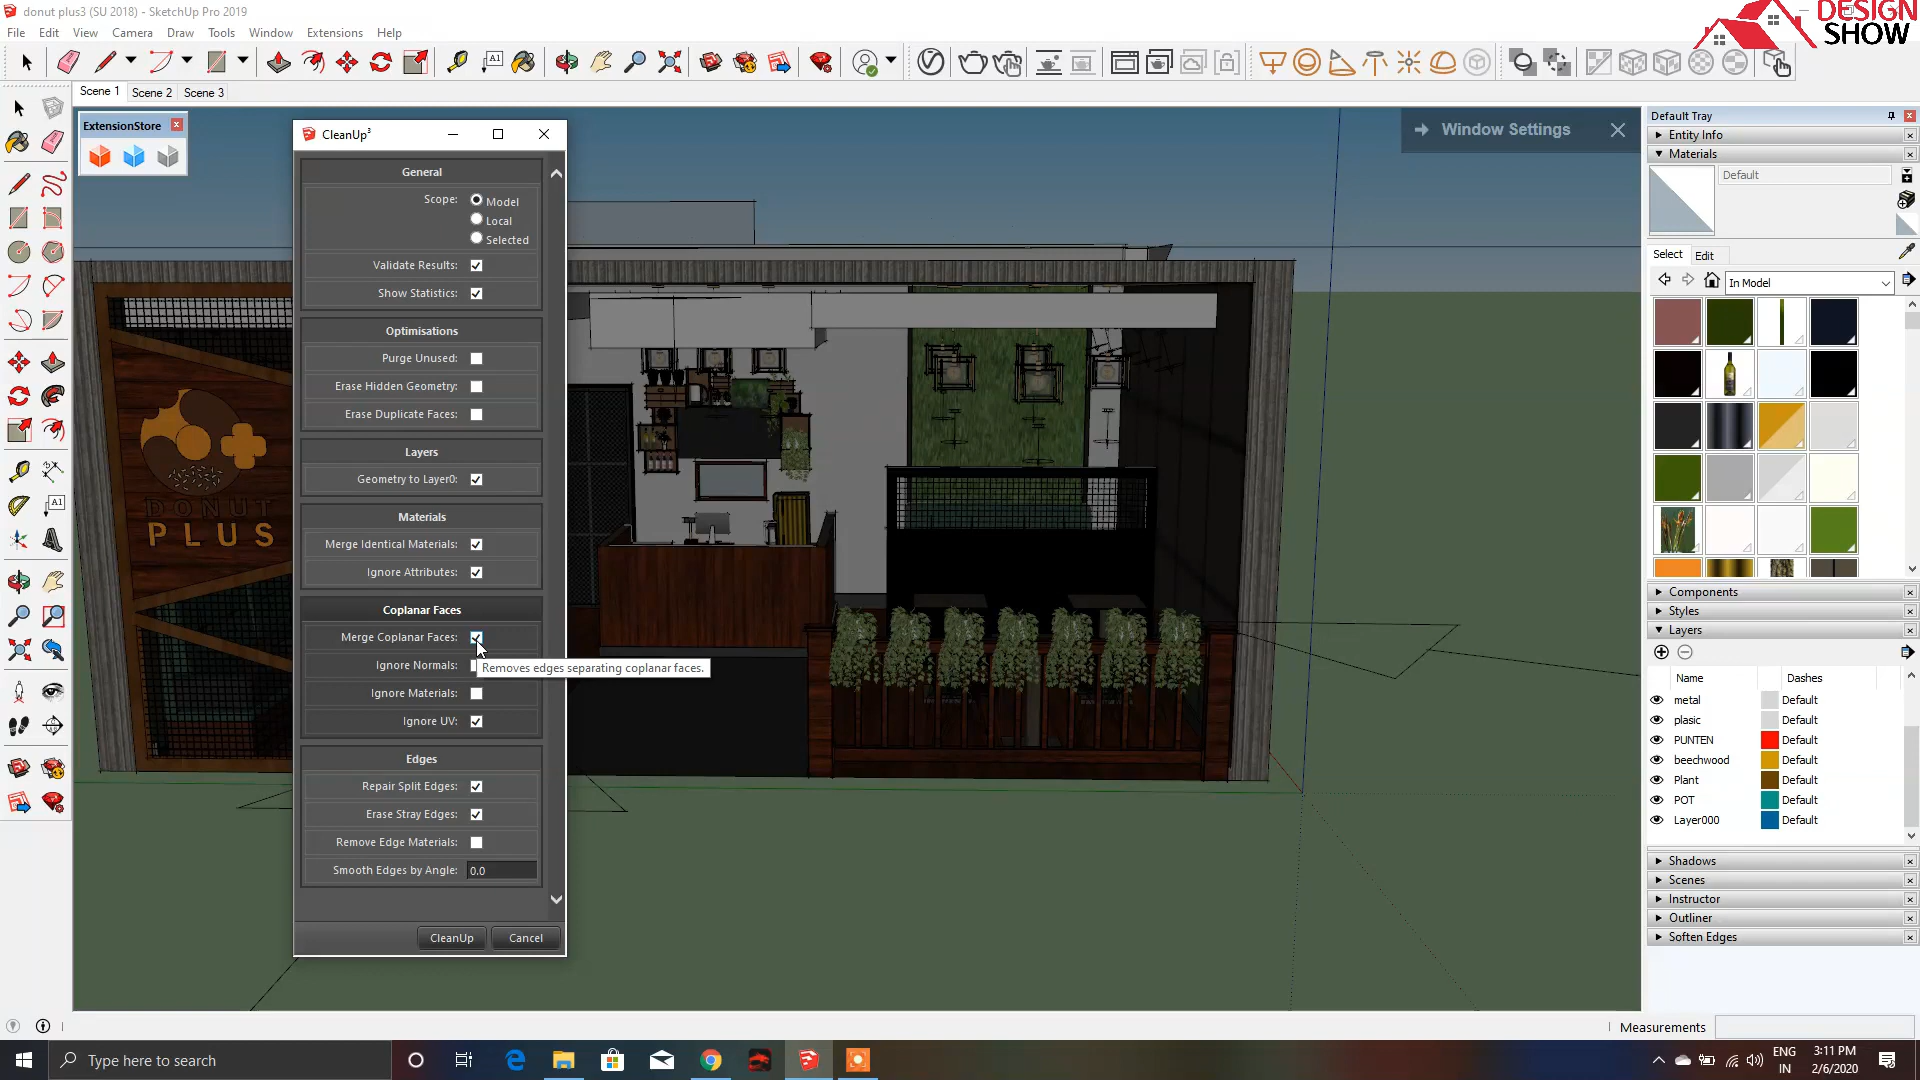 donut plus3 (SU 2018) - SketchUp Pro 2019
DESIGN
SHOW
File Edit View Camera Draw Tools Window Extensions Help
Scene 1 Scene 2 Scene 3
ExtensionStore
CleanUp³
General
Scope: Model
Local
Selected
Validate Results:
Show Statistics:
Optimisations
Purge Unused:
Erase Hidden Geometry:
Erase Duplicate Faces:
Layers
Geometry to Layer0:
Materials
Merge Identical Materials:
Ignore Attributes:
Coplanar Faces
Merge Coplanar Faces:
Ignore Normals:
Removes edges separating coplanar faces.
Ignore Materials:
Ignore UV:
Edges
Repair Split Edges:
Erase Stray Edges:
Remove Edge Materials:
Smooth Edges by Angle: 0.0
CleanUp Cancel
DONUT
PLUS
Window Settings
Default Tray
Entity Info
Materials
Default
Select Edit
In Model
Components
Styles
Layers
Name Dashes
metal Default
plasic Default
PUNTEN Default
beechwood Default
Plant Default
POT Default
Layer000 Default
Shadows
Scenes
Instructor
Outliner
Soften Edges
Measurements
Type here to search
ENG
IN
3:11 PM
2/6/2020